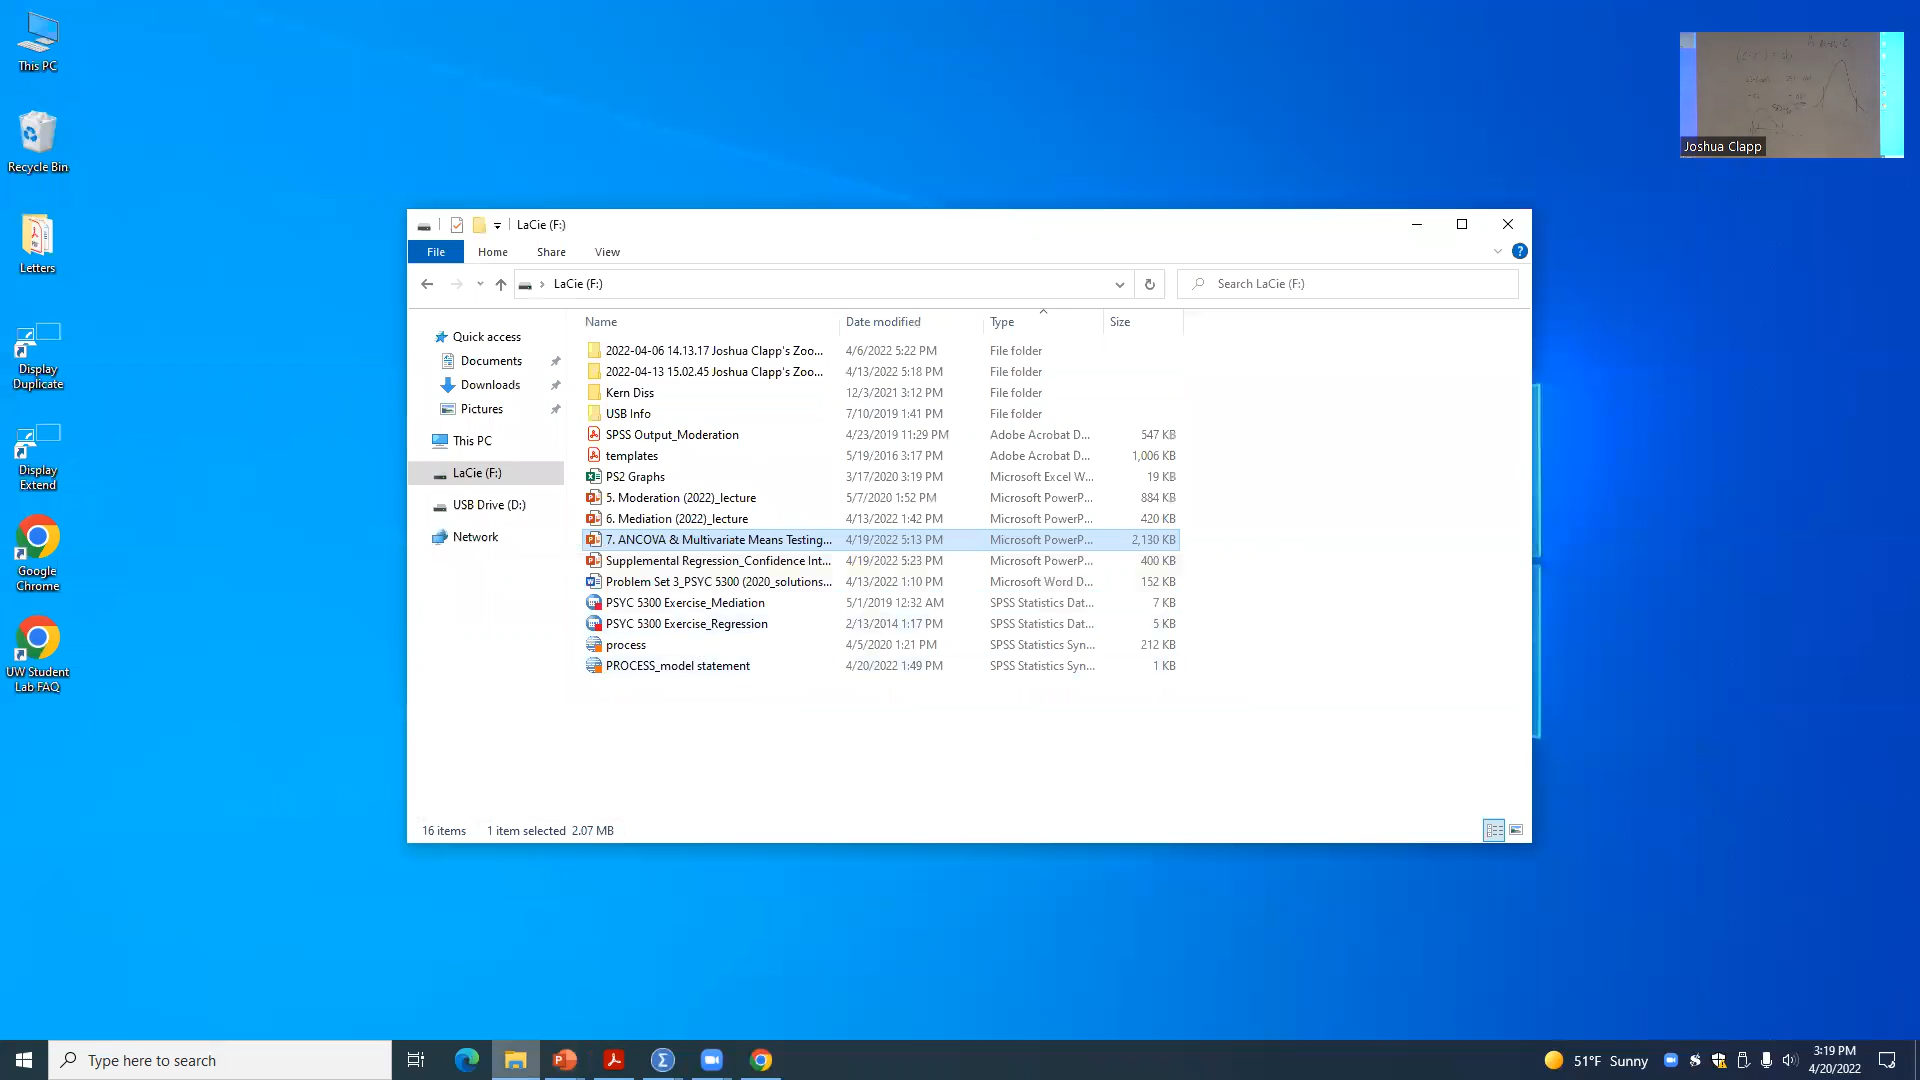 This PC
Recycle Bin
Letters
Display
Duplicate
Display
Extend
Google
Chrome
UW Student
Lab FAQ
Joshua Clapp
LaCie (F:)
File Home Share View
LaCie (F:)
Search LaCie (F:)
Quick access
Documents
Downloads
Pictures
This PC
LaCie (F:)
USB Drive (D:)
Network
Name Date modified Type Size
2022-04-06 14.13.17 Joshua Clapp's Zoo... 4/6/2022 5:22 PM File folder
2022-04-13 15.02.45 Joshua Clapp's Zoo... 4/13/2022 5:18 PM File folder
Kern Diss 12/3/2021 3:12 PM File folder
USB Info 7/10/2019 1:41 PM File folder
SPSS Output_Moderation 4/23/2019 11:29 PM Adobe Acrobat D... 547 KB
templates 5/19/2016 3:17 PM Adobe Acrobat D... 1,006 KB
PS2 Graphs 3/17/2020 3:19 PM Microsoft Excel W... 19 KB
5. Moderation (2022)_lecture 5/7/2020 1:52 PM Microsoft PowerP... 884 KB
6. Mediation (2022)_lecture 4/13/2022 1:42 PM Microsoft PowerP... 420 KB
7. ANCOVA & Multivariate Means Testing... 4/19/2022 5:13 PM Microsoft PowerP... 2,130 KB
Supplemental Regression_Confidence Int... 4/19/2022 5:23 PM Microsoft PowerP... 400 KB
Problem Set 3_PSYC 5300 (2020_solutions... 4/13/2022 1:10 PM Microsoft Word D... 152 KB
PSYC 5300 Exercise_Mediation 5/1/2019 12:32 AM SPSS Statistics Dat... 7 KB
PSYC 5300 Exercise_Regression 2/13/2014 1:17 PM SPSS Statistics Dat... 5 KB
process 4/5/2020 1:21 PM SPSS Statistics Syn... 212 KB
PROCESS_model statement 4/20/2022 1:49 PM SPSS Statistics Syn... 1 KB
16 items 1 item selected 2.07 MB
Type here to search
51°F Sunny
3:19 PM
4/20/2022